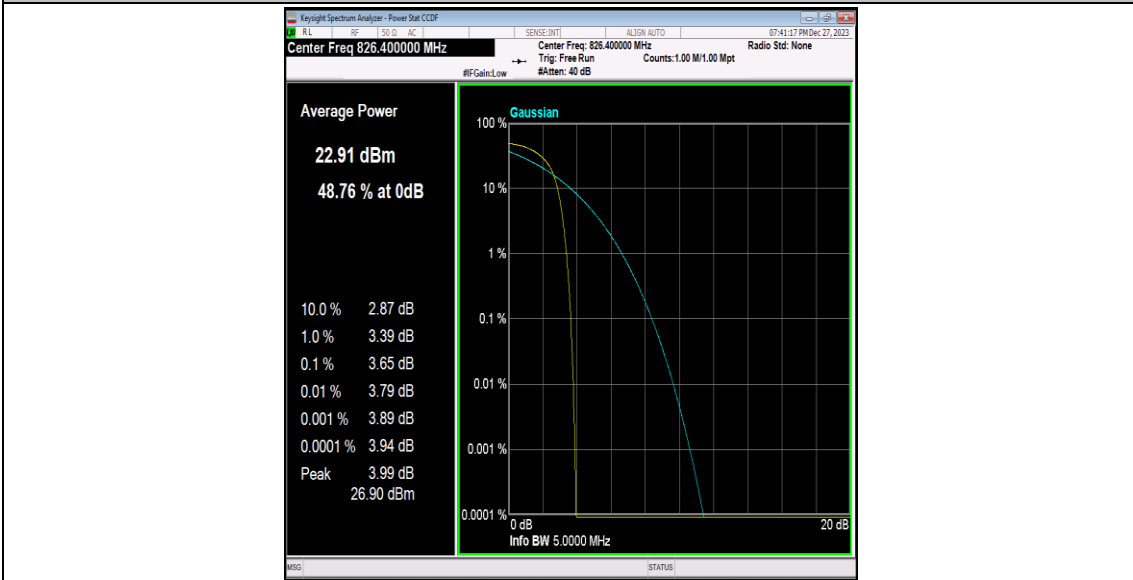 Keysight Spectrum Analyzer - Power Stat CCDF
RL RF 50 Ω AC SENSE:INT ALIGN AUTO 07:41:17 PM Dec 27, 2023
Center Freq 826.400000 MHz Center Freq: 826.400000 MHz Radio Std: None
Trig: Free Run Counts:1.00 M/1.00 Mpt
#IFGain:Low #Atten: 40 dB
Average Power
22.91 dBm
48.76 % at 0dB
10.0 % 2.87 dB
1.0 % 3.39 dB
0.1 % 3.65 dB
0.01 % 3.79 dB
0.001 % 3.89 dB
0.0001 % 3.94 dB
Peak 3.99 dB
26.90 dBm
Gaussian
100 %
10 %
1 %
0.1 %
0.01 %
0.001 %
0.0001 %
0 dB 20 dB
Info BW 5.0000 MHz
MSG STATUS